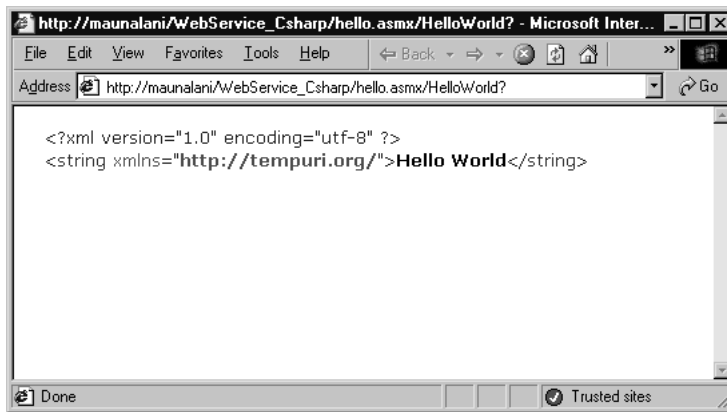 http://maunalani/WebService_Csharp/hello.asmx/HelloWorld? - Microsoft Inter...
File Edit View Favorites Tools Help Back »
Address http://maunalani/WebService_Csharp/hello.asmx/HelloWorld? Go
<?xml version="1.0" encoding="utf-8" ?>
<string xmlns="http://tempuri.org/">Hello World</string>
Done Trusted sites